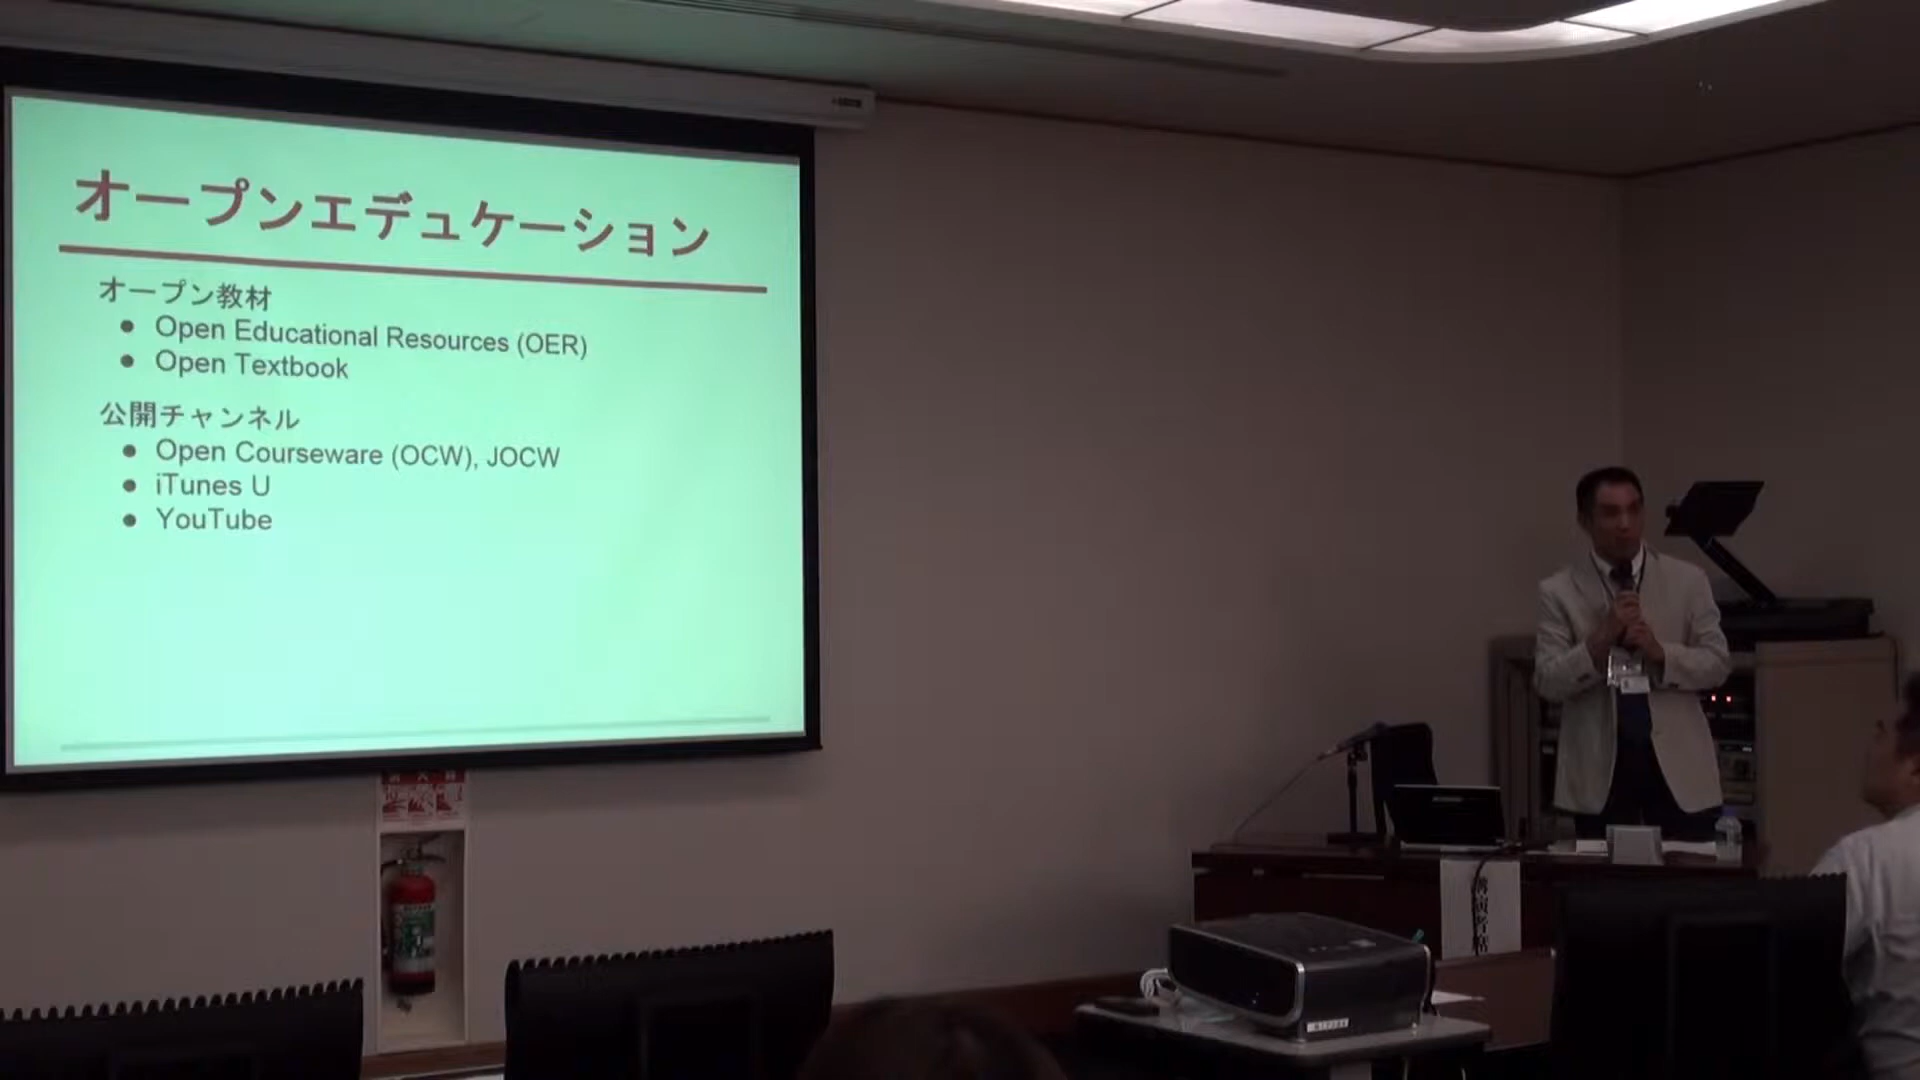 オープンエデュケーション
オープン教材
● Open Educational Resources (OER)
● Open Textbook
公開チャンネル
● Open Courseware (OCW), JOCW
● iTunes U
● YouTube